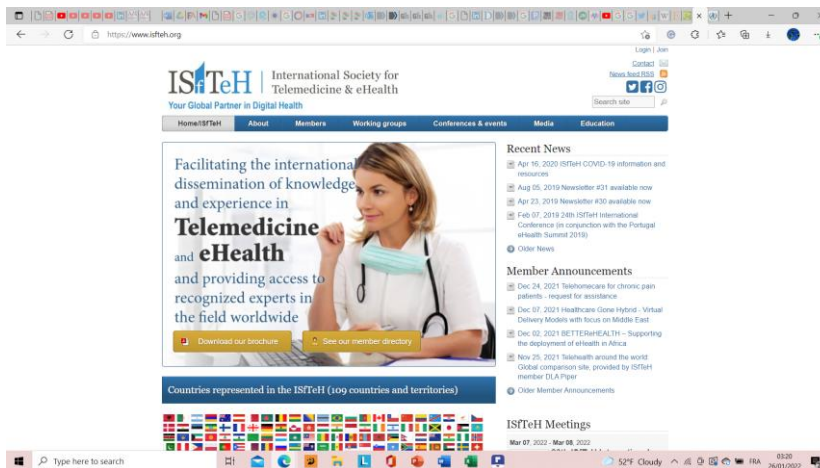 https://www.isfteh.org
Login | Join
Contact
News feed RSS
Search site
ISfTeH
International Society for
Telemedicine & eHealth
Your Global Partner in Digital Health
Home/ISfTeH About Members Working groups Conferences & events Media Education
Facilitating the international
dissemination of knowledge
and experience in
Telemedicine
and eHealth
and providing access to
recognized experts in
the field worldwide
Download our brochure
See our member directory
Countries represented in the ISfTeH (109 countries and territories)
Recent News
Apr 16, 2020 ISfTeH COVID-19 information and
resources
Aug 05, 2019 Newsletter #31 available now
Apr 23, 2019 Newsletter #30 available now
Feb 07, 2019 24th ISfTeH International
Conference (in conjunction with the Portugal
eHealth Summit 2019)
Older News
Member Announcements
Dec 24, 2021 Telehomecare for chronic pain
patients - request for assistance
Dec 07, 2021 Healthcare Gone Hybrid - Virtual
Delivery Models with focus on Middle East
Dec 02, 2021 BETTEReHEALTH – Supporting
the deployment of eHealth in Africa
Nov 25, 2021 Telehealth around the world:
Global comparison site, provided by ISfTeH
member DLA Piper
Older Member Announcements
ISfTeH Meetings
Mar 07, 2022 - Mar 08, 2022
Type here to search
52°F Cloudy
FRA
03:20
26/01/2022